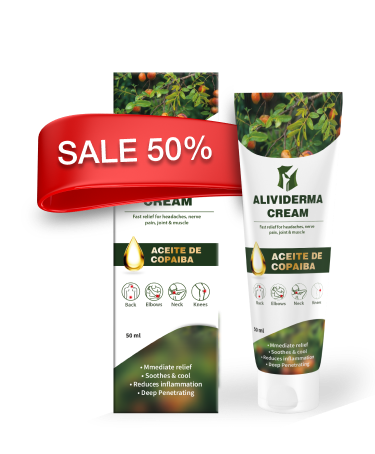 SALE 50%
CREAM
Fast relief for headaches, nerve
pain, joint & muscle
ACEITE DE
COPAIBA
Back Elbows Neck Knees
50 ml
• Mmediate relief
• Soothes & cool
• Reduces inflammation
• Deep Penetrating
ALIVIDERMA
CREAM
Fast relief for headaches, nerve
pain, joint & muscle
ACEITE DE
COPAIBA
Back Elbows Neck
50 ml
• Mmediate relief
• Soothes & cool
• Reduces inflammation
• Deep Penetrating